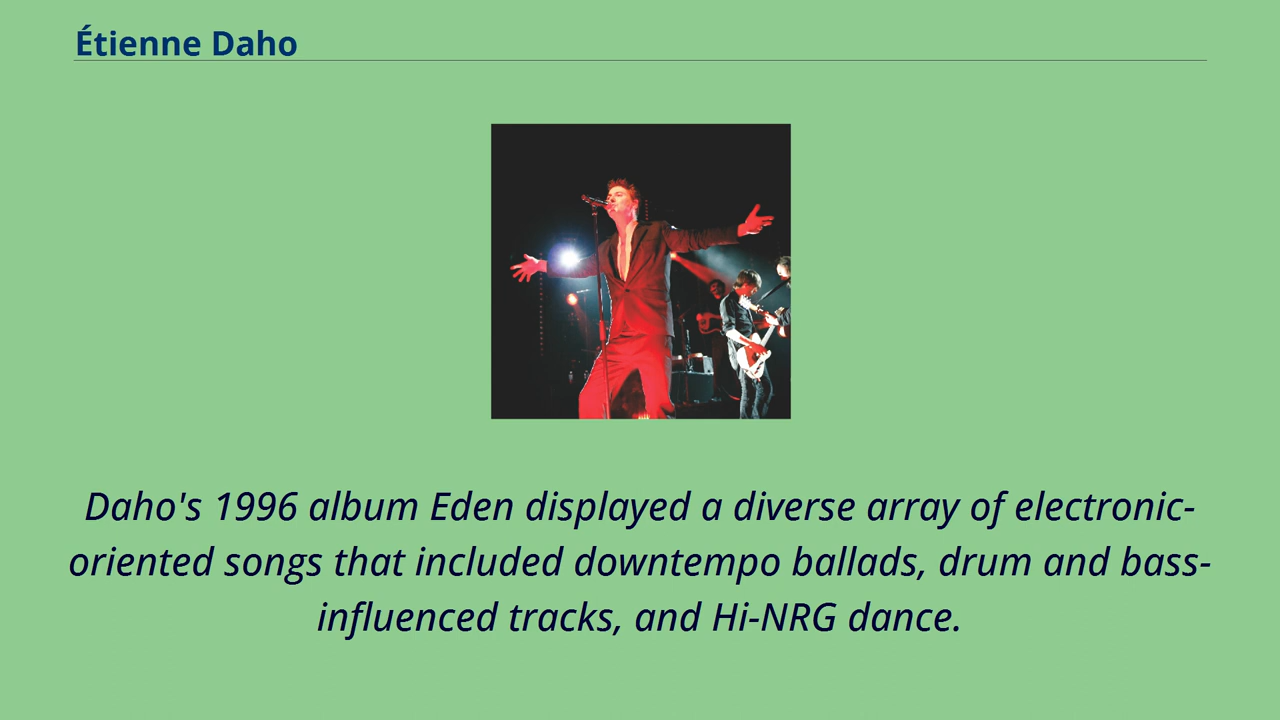 Étienne Daho
Daho's 1996 album Eden displayed a diverse array of electronic-
oriented songs that included downtempo ballads, drum and bass-
influenced tracks, and Hi-NRG dance.